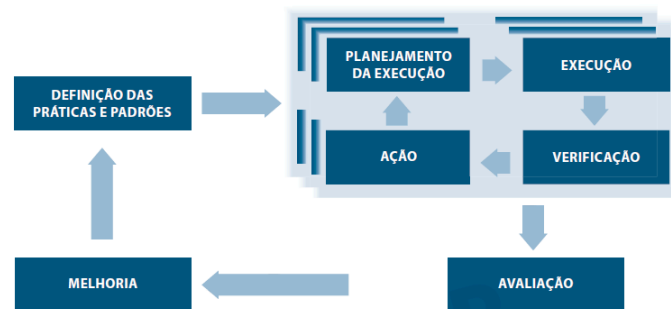 PLANEJAMENTO
DA EXECUÇÃO
EXECUÇÃO
DEFINIÇÃO DAS
PRÁTICAS E PADRÕES
AÇÃO
VERIFICAÇÃO
MELHORIA
AVALIAÇÃO